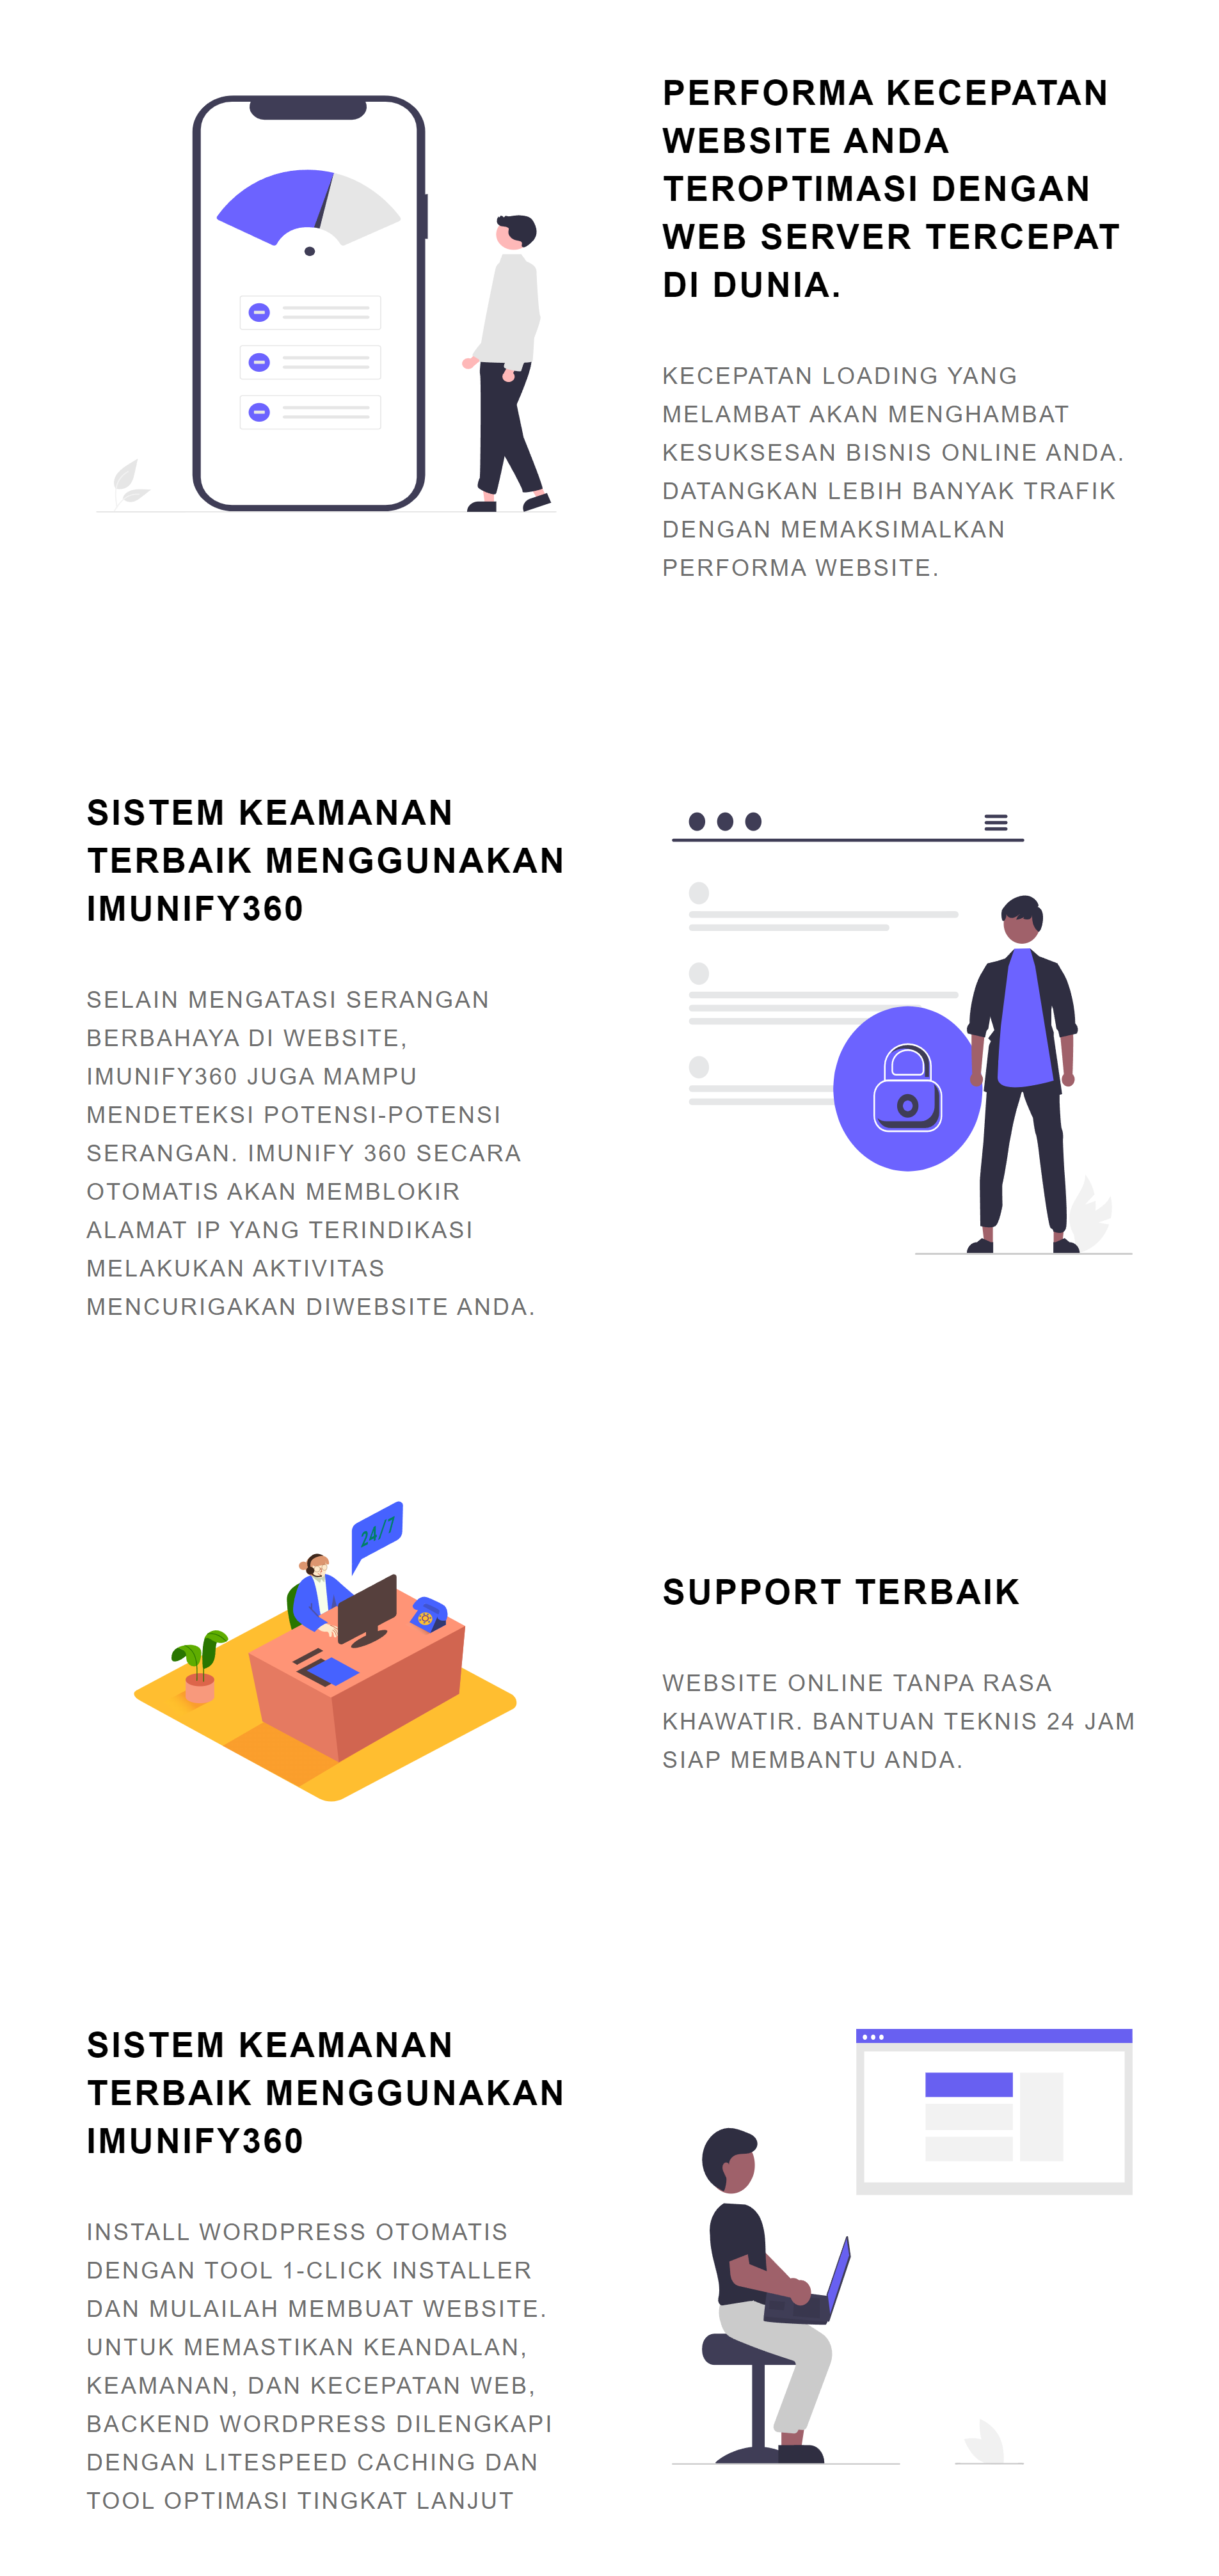 PERFORMA KECEPATAN
WEBSITE ANDA
TEROPTIMASI DENGAN
WEB SERVER TERCEPAT
DI DUNIA.
KECEPATAN LOADING YANG
MELAMBAT AKAN MENGHAMBAT
KESUKSESAN BISNIS ONLINE ANDA.
DATANGKAN LEBIH BANYAK TRAFIK
DENGAN MEMAKSIMALKAN
PERFORMA WEBSITE.
SISTEM KEAMANAN
TERBAIK MENGGUNAKAN
IMUNIFY360
SELAIN MENGATASI SERANGAN
BERBAHAYA DI WEBSITE,
IMUNIFY360 JUGA MAMPU
MENDETEKSI POTENSI-POTENSI
SERANGAN. IMUNIFY 360 SECARA
OTOMATIS AKAN MEMBLOKIR
ALAMAT IP YANG TERINDIKASI
MELAKUKAN AKTIVITAS
MENCURIGAKAN DIWEBSITE ANDA.
24/7
SUPPORT TERBAIK
WEBSITE ONLINE TANPA RASA
KHAWATIR. BANTUAN TEKNIS 24 JAM
SIAP MEMBANTU ANDA.
SISTEM KEAMANAN
TERBAIK MENGGUNAKAN
IMUNIFY360
INSTALL WORDPRESS OTOMATIS
DENGAN TOOL 1-CLICK INSTALLER
DAN MULAILAH MEMBUAT WEBSITE.
UNTUK MEMASTIKAN KEANDALAN,
KEAMANAN, DAN KECEPATAN WEB,
BACKEND WORDPRESS DILENGKAPI
DENGAN LITESPEED CACHING DAN
TOOL OPTIMASI TINGKAT LANJUT